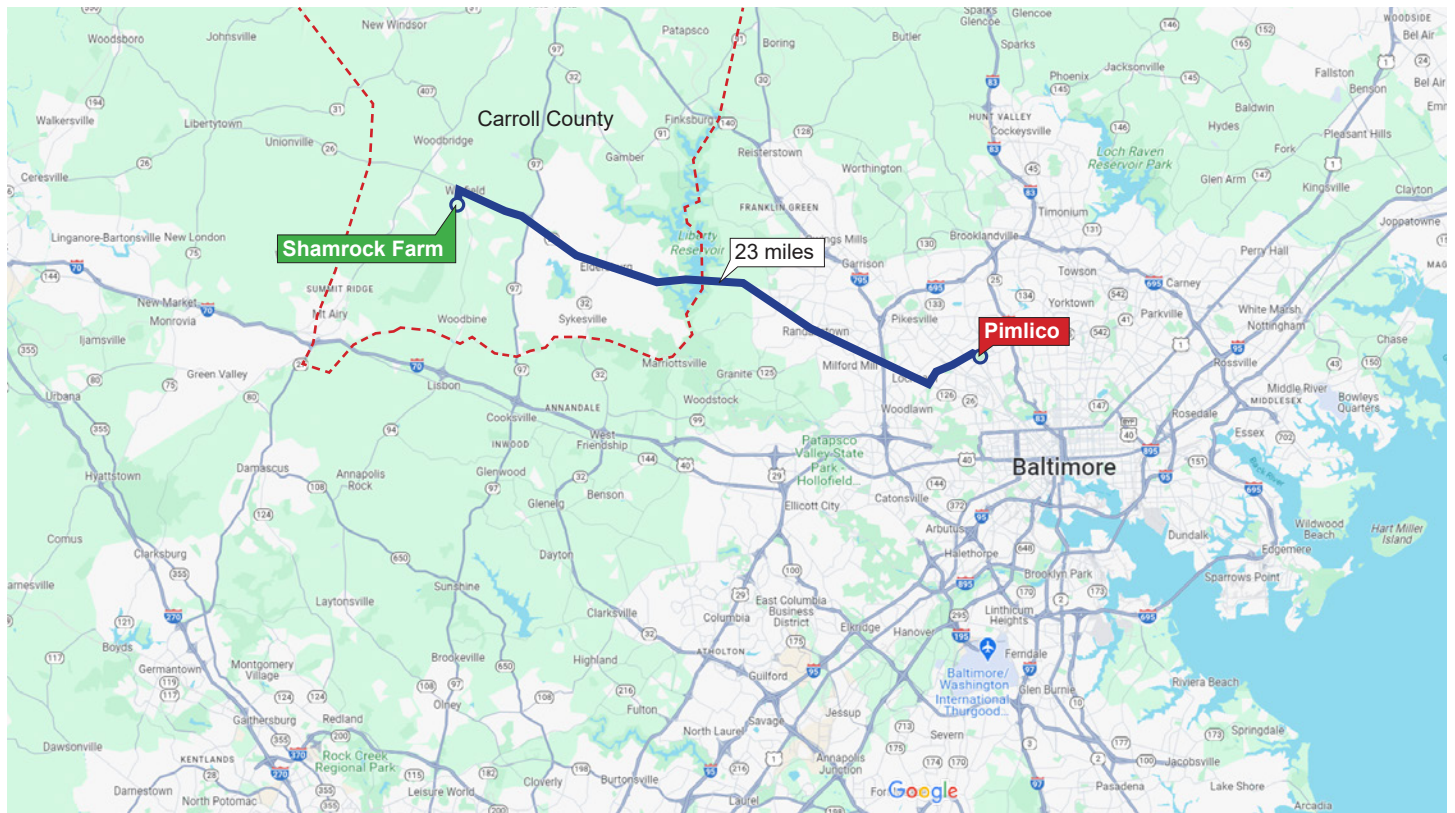 Woodsboro
Johnsville
New Windsor
Patapsco
Boring
Butler
Sparks
Glencoe
Glencoe
Sparks
WOODSIDE
Bel Air
Fallston
Benson
Bel Air
Phoenix
Jacksonville
Baldwin
Hydes
Pleasant Hills
Fork
Walkersville
Libertytown
Unionville
Woodbridge
Carroll County
Finksburg
Gamber
Reisterstown
Worthington
HUNT VALLEY
Cockeysville
Loch Raven
Reservoir Park
Glen Arm
Kingsville
Clayton
Joppatowne
Ceresville
FRANKLIN GREEN
Timonium
Linganore-Bartonsville
New London
Shamrock Farm
Liberty
Reservoir
23 miles
Garrison
Brooklandville
Towson
Perry Hall
Carney
New Market
Monrovia
SUMMIT RIDGE
Mt Airy
Woodbine
Sykesville
Pikesville
Yorktown
Parkville
White Marsh
Nottingham
Pimlico
Ijamsville
Green Valley
Urbana
Lisbon
Marriottsville
Granite
Milford Mill
Woodstock
Woodlawn
Rossville
Chase
Middle River
MIDDLESEX
Bowleys
Quarters
Rosedale
Essex
Cooksville
ANNANDALE
INWOOD
West
Friendship
Hyattstown
Damascus
Annapolis
Rock
Glenwood
Glenelg
Benson
Patapsco
Valley State
Park -
Hollofield...
Baltimore
Back River
Ellicott City
Catonsville
Arbutus
Halethorpe
Dundalk
Wildwood
Beach
Edgemere
Hart Miller
Island
Sparrows Point
Comus
Clarksburg
Dayton
Sunshine
Laytonsville
Clarksville
Columbia
East Columbia
Business
District
Brooklyn Park
Linthicum
Heights
Elkridge
Hanover
Ferndale
Boyds
Germantown
Montgomery
Village
Brookeville
Highland
ATHOLTON
Guilford
Baltimore/
Washington
International
Thurgood...
Glen Burnie
Riviera Beach
Olney
Fulton
Jessup
Savage
North Laurel
Severn
Springdale
Gaithersburg
Redland
Dawsonville
KENTLANDS
Rock Creek
Regional Park
Leisure World
Cloverly
Burtonsville
Annapolis
Junction
Jacobsville
Pasadena
Lake Shore
Darnestown
North Potomac
Laurel
Google
Arcadia